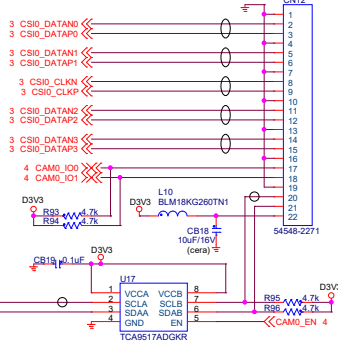 CN12
3 CSI0_DATAN0
3 CSI0_DATAP0
3 CSI0_DATAN1
3 CSI0_DATAP1
3 CSI0_CLKN
3 CSI0_CLKP
3 CSI0_DATAN2
3 CSI0_DATAP2
3 CSI0_DATAN3
3 CSI0_DATAP3
4 CAM0_IO0
4 CAM0_IO1
1
2
3
4
5
6
7
8
9
10
11
12
13
14
15
16
17
18
19
20
21
22
54548-2271
D3V3
R93 4.7k
R94 4.7k
D3V3
L10
BLM18KG260TN1
CB18
10uF/16V
(cera)
CB19 0.1uF
D3V3
U17
1 VCCA VCCB 8
2 SCLA SCLB 7
3 SDAA SDAB 6
4 GND EN 5
TCA9517ADGKR
D3V3
R95 4.7k
R96 4.7k
CAM0_EN 4